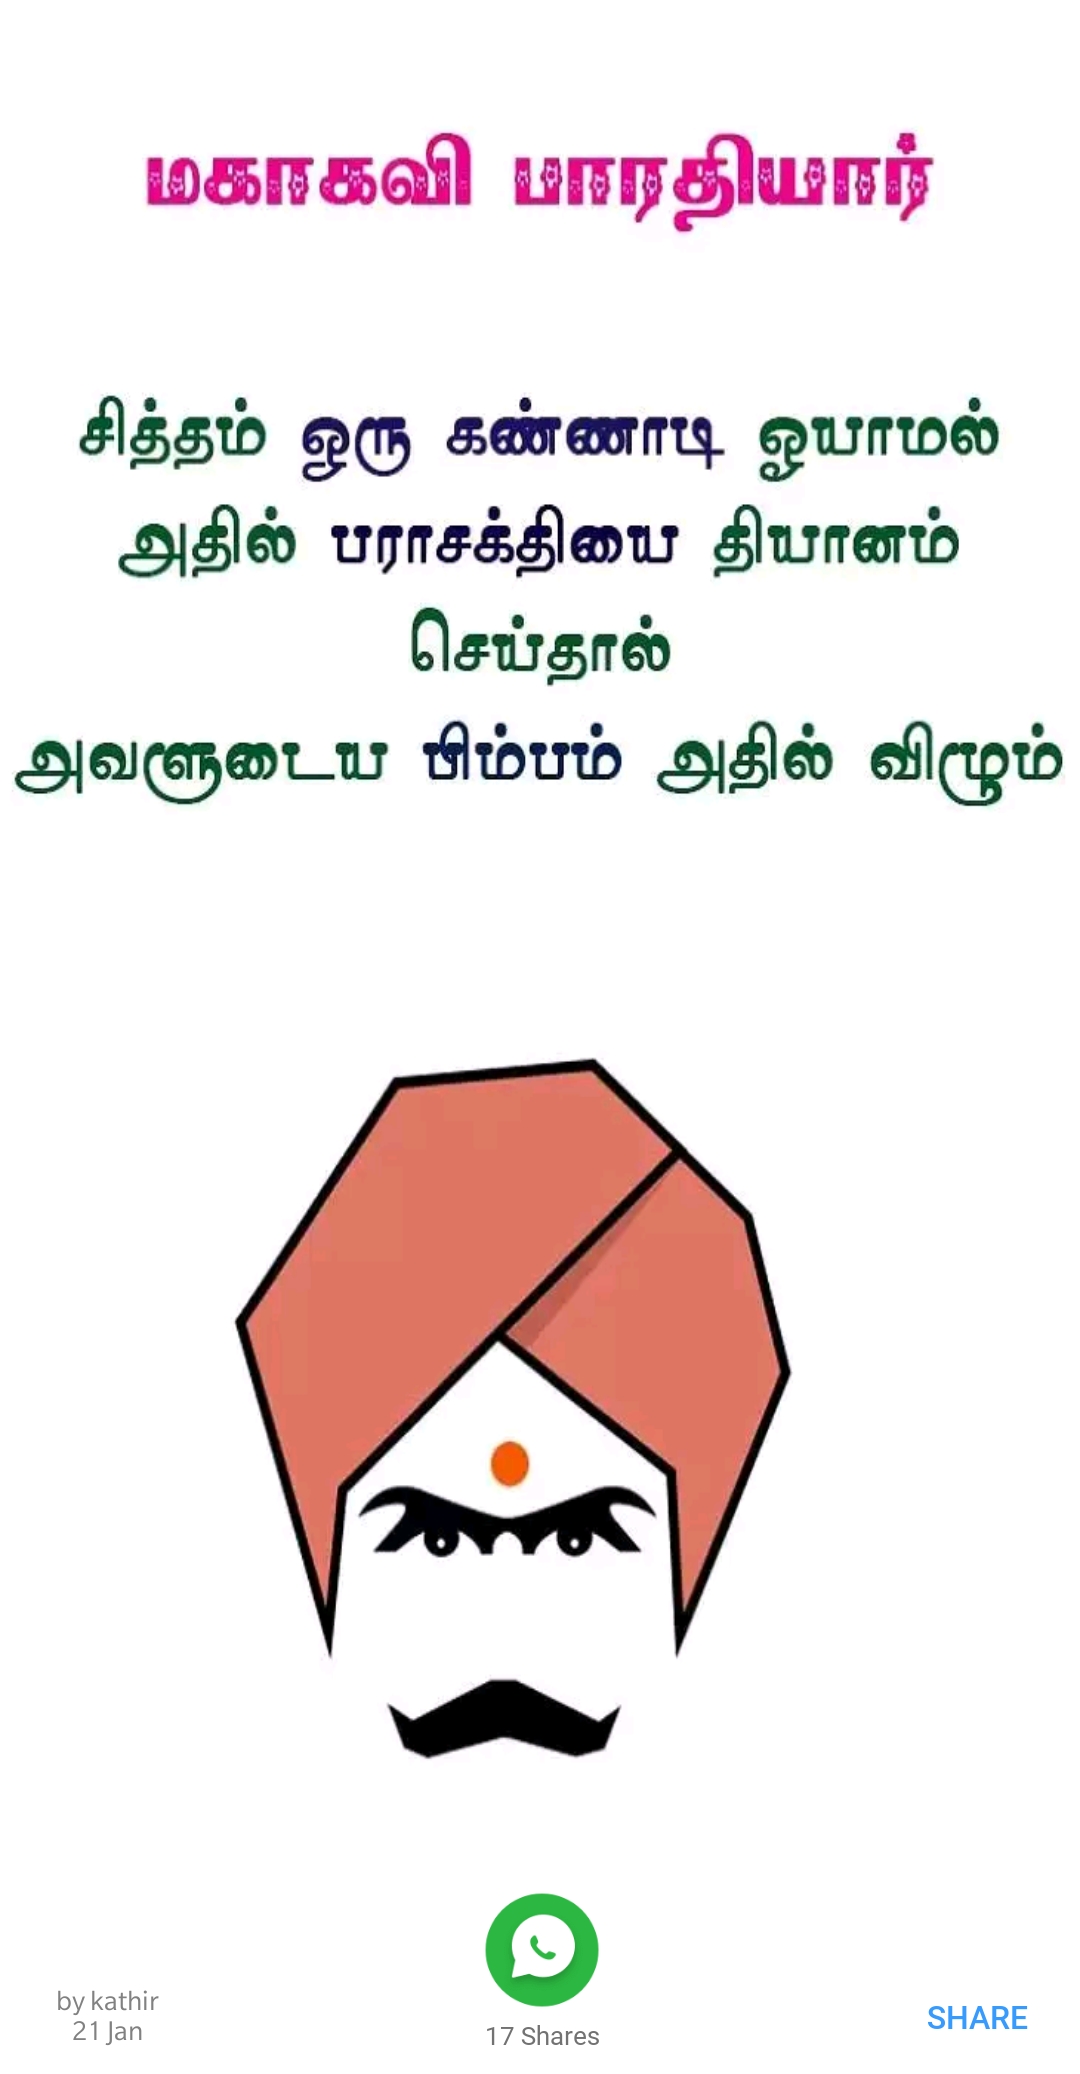 மகாகவி பாரதியார்
சித்தம் ஒரு கண்ணாடி ஓயாமல்
அதில் பராசக்தியை தியானம்
செய்தால்
அவளுடைய பிம்பம் அதில் விழும்
by kathir
21 Jan
17 Shares
SHARE